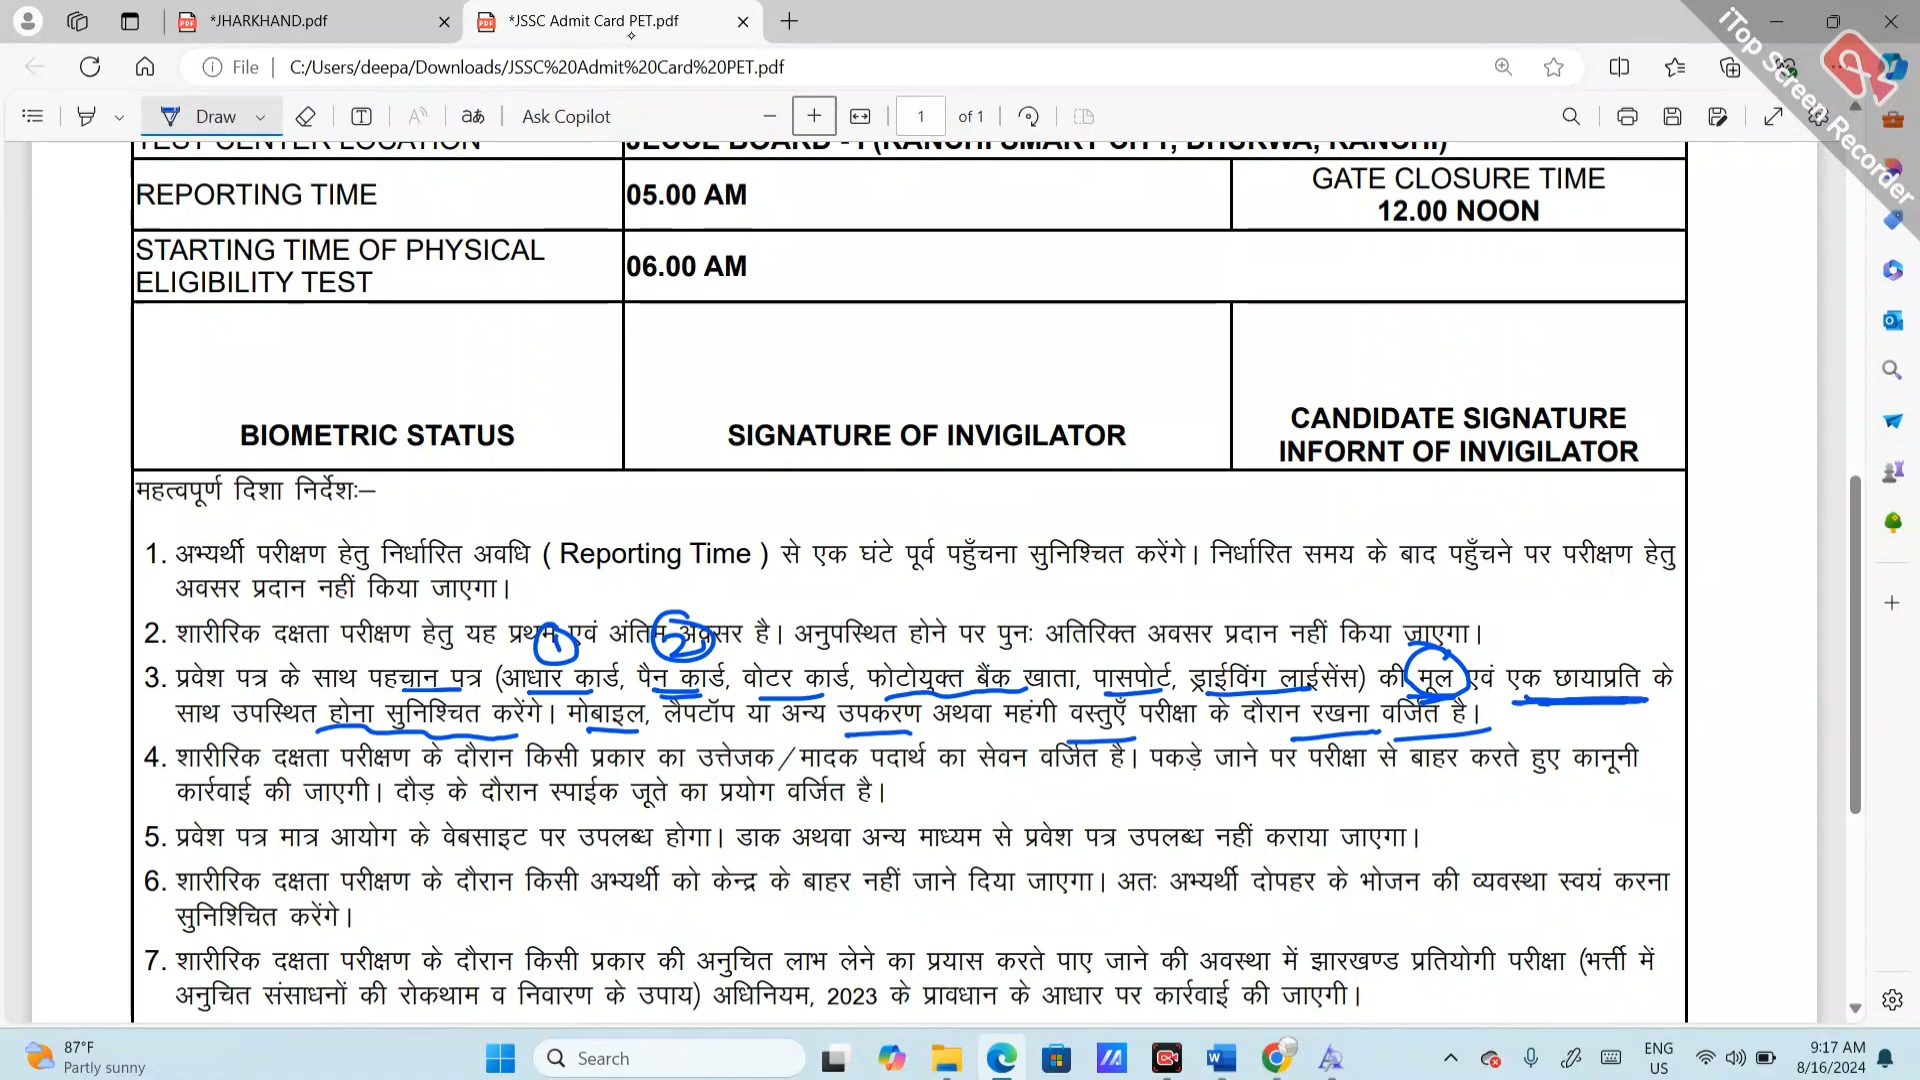 *JHARKHAND.pdf
*JSSC Admit Card PET.pdf
File
C:/Users/deepa/Downloads/JSSC%20Admit%20Card%20PET.pdf
Draw
aあ
Ask Copilot
1
of 1
iTop Screen Recorder
REPORTING TIME
05.00 AM
GATE CLOSURE TIME
12.00 NOON
STARTING TIME OF PHYSICAL
ELIGIBILITY TEST
06.00 AM
BIOMETRIC STATUS
SIGNATURE OF INVIGILATOR
CANDIDATE SIGNATURE
INFORNT OF INVIGILATOR
महत्वपूर्ण दिशा निर्देशः–
1. अभ्यर्थी परीक्षण हेतु निर्धारित अवधि ( Reporting Time ) से एक घंटे पूर्व पहुँचना सुनिश्चित करेंगे। निर्धारित समय के बाद पहुँचने पर परीक्षण हेतु
अवसर प्रदान नहीं किया जाएगा।
2. शारीरिक दक्षता परीक्षण हेतु यह प्रथम एवं अंतिम अवसर है। अनुपस्थित होने पर पुनः अतिरिक्त अवसर प्रदान नहीं किया जाएगा।
1 2
3. प्रवेश पत्र के साथ पहचान पत्र (आधार कार्ड, पैन कार्ड, वोटर कार्ड, फोटोयुक्त बैंक खाता, पासपोर्ट, ड्राईविंग लाईसेंस) की मूल एवं एक छायाप्रति के
साथ उपस्थित होना सुनिश्चित करेंगे। मोबाइल, लैपटॉप या अन्य उपकरण अथवा महंगी वस्तुएँ परीक्षा के दौरान रखना वर्जित है।
4. शारीरिक दक्षता परीक्षण के दौरान किसी प्रकार का उत्तेजक/मादक पदार्थ का सेवन वर्जित है। पकड़े जाने पर परीक्षा से बाहर करते हुए कानूनी
कार्रवाई की जाएगी। दौड़ के दौरान स्पाईक जूते का प्रयोग वर्जित है।
5. प्रवेश पत्र मात्र आयोग के वेबसाइट पर उपलब्ध होगा। डाक अथवा अन्य माध्यम से प्रवेश पत्र उपलब्ध नहीं कराया जाएगा।
6. शारीरिक दक्षता परीक्षण के दौरान किसी अभ्यर्थी को केन्द्र के बाहर नहीं जाने दिया जाएगा। अतः अभ्यर्थी दोपहर के भोजन की व्यवस्था स्वयं करना
सुनिश्चित करेंगे।
7. शारीरिक दक्षता परीक्षण के दौरान किसी प्रकार की अनुचित लाभ लेने का प्रयास करते पाए जाने की अवस्था में झारखण्ड प्रतियोगी परीक्षा (भर्त्ती में
अनुचित संसाधनों की रोकथाम व निवारण के उपाय) अधिनियम, 2023 के प्रावधान के आधार पर कार्रवाई की जाएगी।
87°F
Partly sunny
Search
ENG
US
9:17 AM
8/16/2024